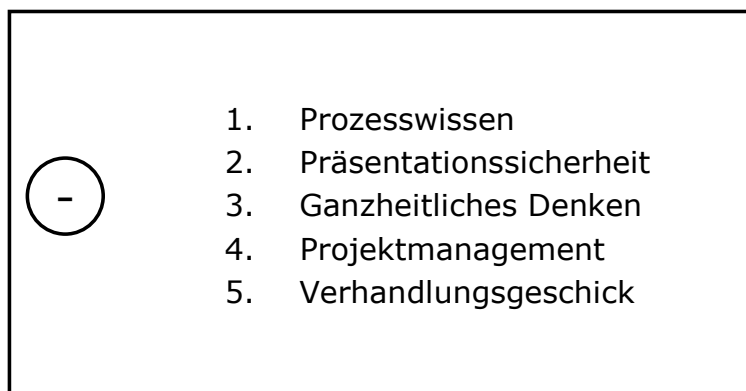 -
1. Prozesswissen
2. Präsentationssicherheit
3. Ganzheitliches Denken
4. Projektmanagement
5. Verhandlungsgeschick